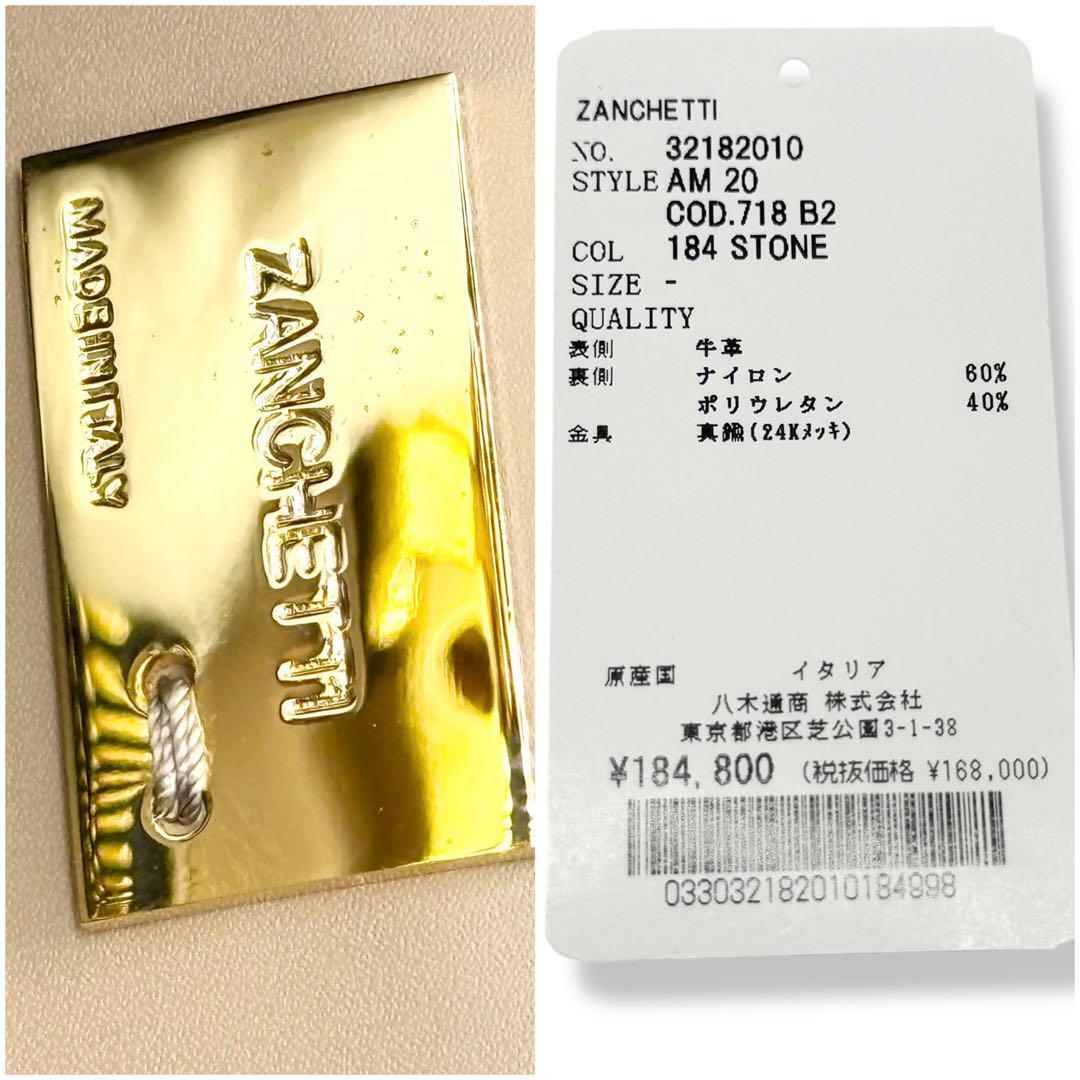 MADE IN ITALY
ZANCHETTI
ZANCHETTI
NO. 32182010
STYLE AM 20
COD.718 B2
COL 184 STONE
SIZE -
QUALITY
表側 牛革
裏側 ナイロン 60%
ポリウレタン 40%
金具 真鍮(24Kメッキ)
原産国 イタリア
八木通商 株式会社
東京都港区芝公園3-1-38
¥184,800 (税抜価格 ¥168,000)
0330321820101​84998